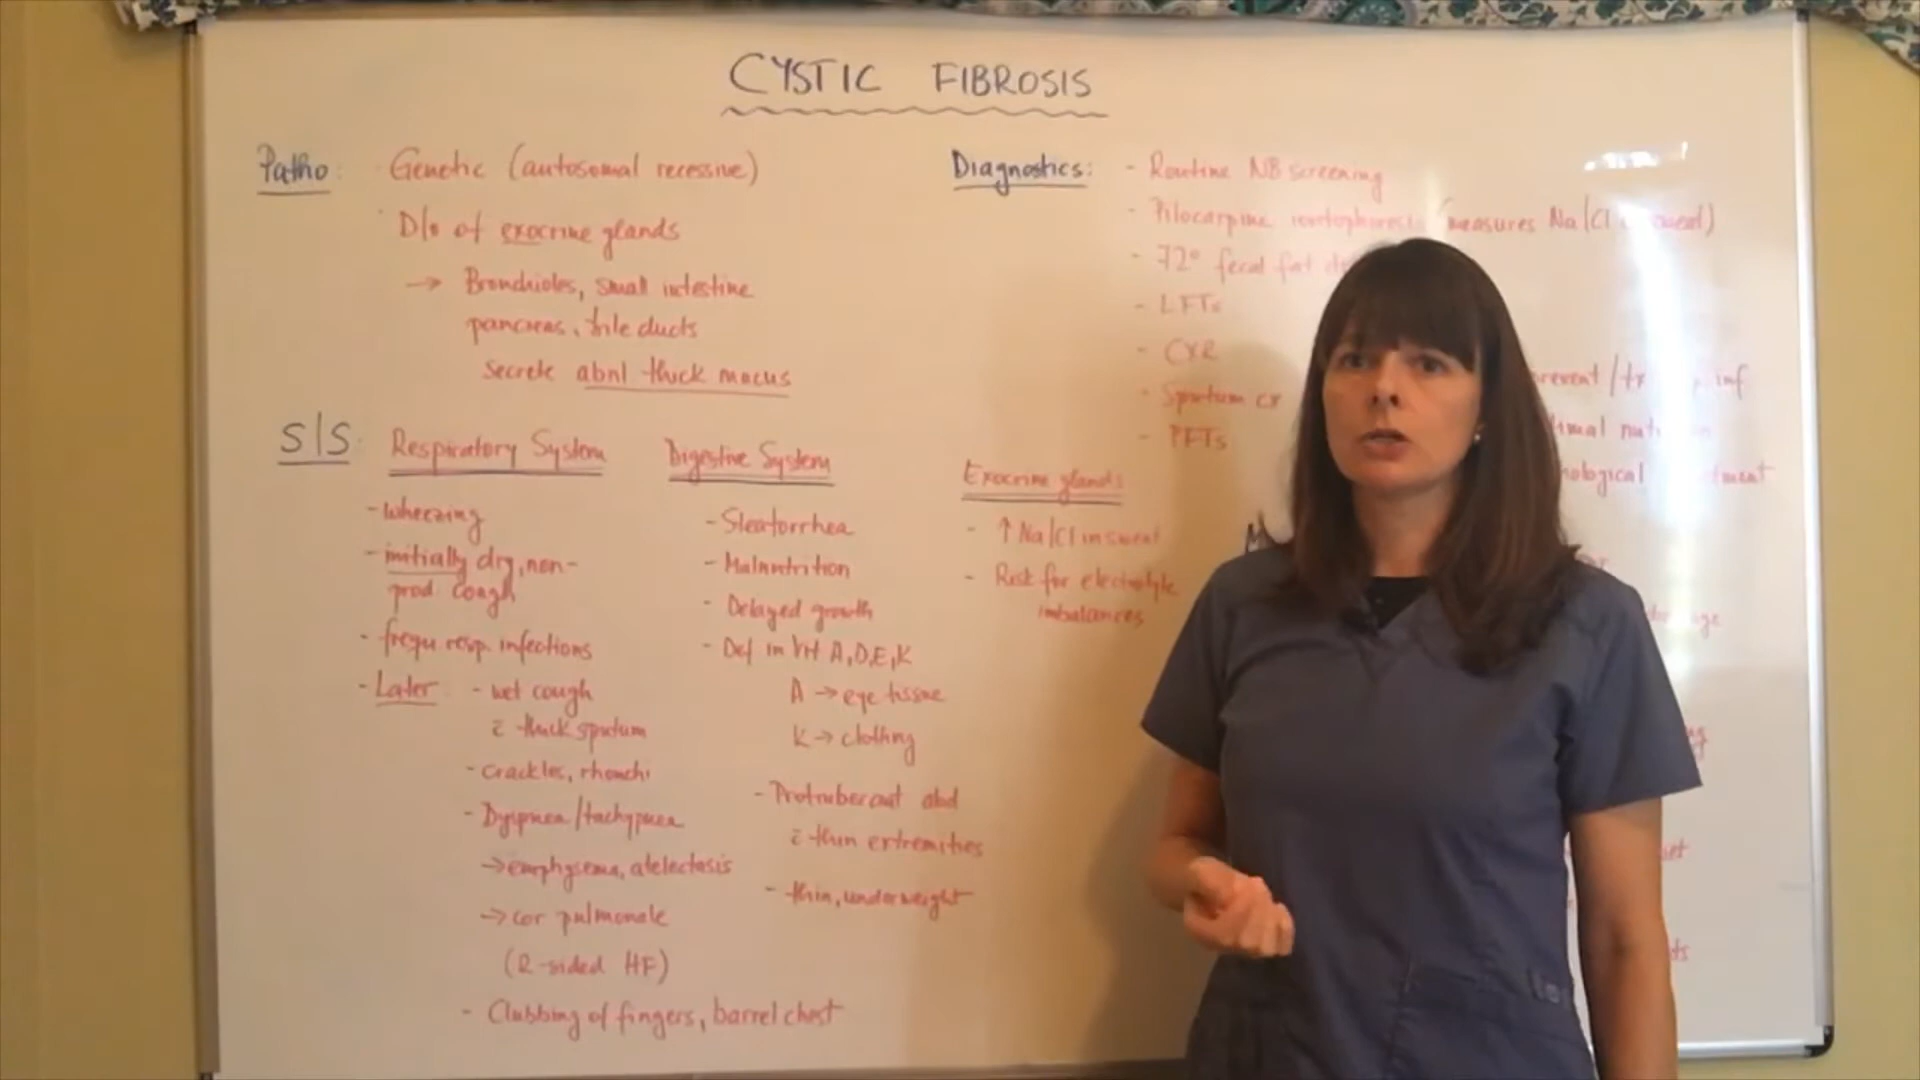 CYSTIC FIBROSIS
Patho:
- Genetic (autosomal recessive)
- D/o of exocrine glands
→ Bronchioles, small intestine
pancreas, bile ducts
secrete abnl thick mucus
S/S:
Respiratory System
- wheezing
- initially dry, non-
prod cough
- frequ resp. infections
- Later - wet cough
c̄ thick sputum
- crackles, rhonchi
- Dyspnea/tachypnea
→ emphysema, atelectasis
→ cor pulmonale
(R-sided HF)
- Clubbing of fingers, barrel chest
Digestive System
- Steatorrhea
- Malnutrition
- Delayed growth
- Def in Vit A,D,E,K
A → eye tissue
K → clotting
- Protuberant abd
c̄ thin extremities
- thin, underweight
Exocrine glands
- ↑ Na/Cl in sweat
- Risk for electrolyte
imbalances
Diagnostics:
- Routine NB screening
- Pilocarpine iontophoresis (measures Na/Cl sweat)
- 72° fecal fat
- LFTs
- CXR
- Sputum cx
- PFTs
/tx inf